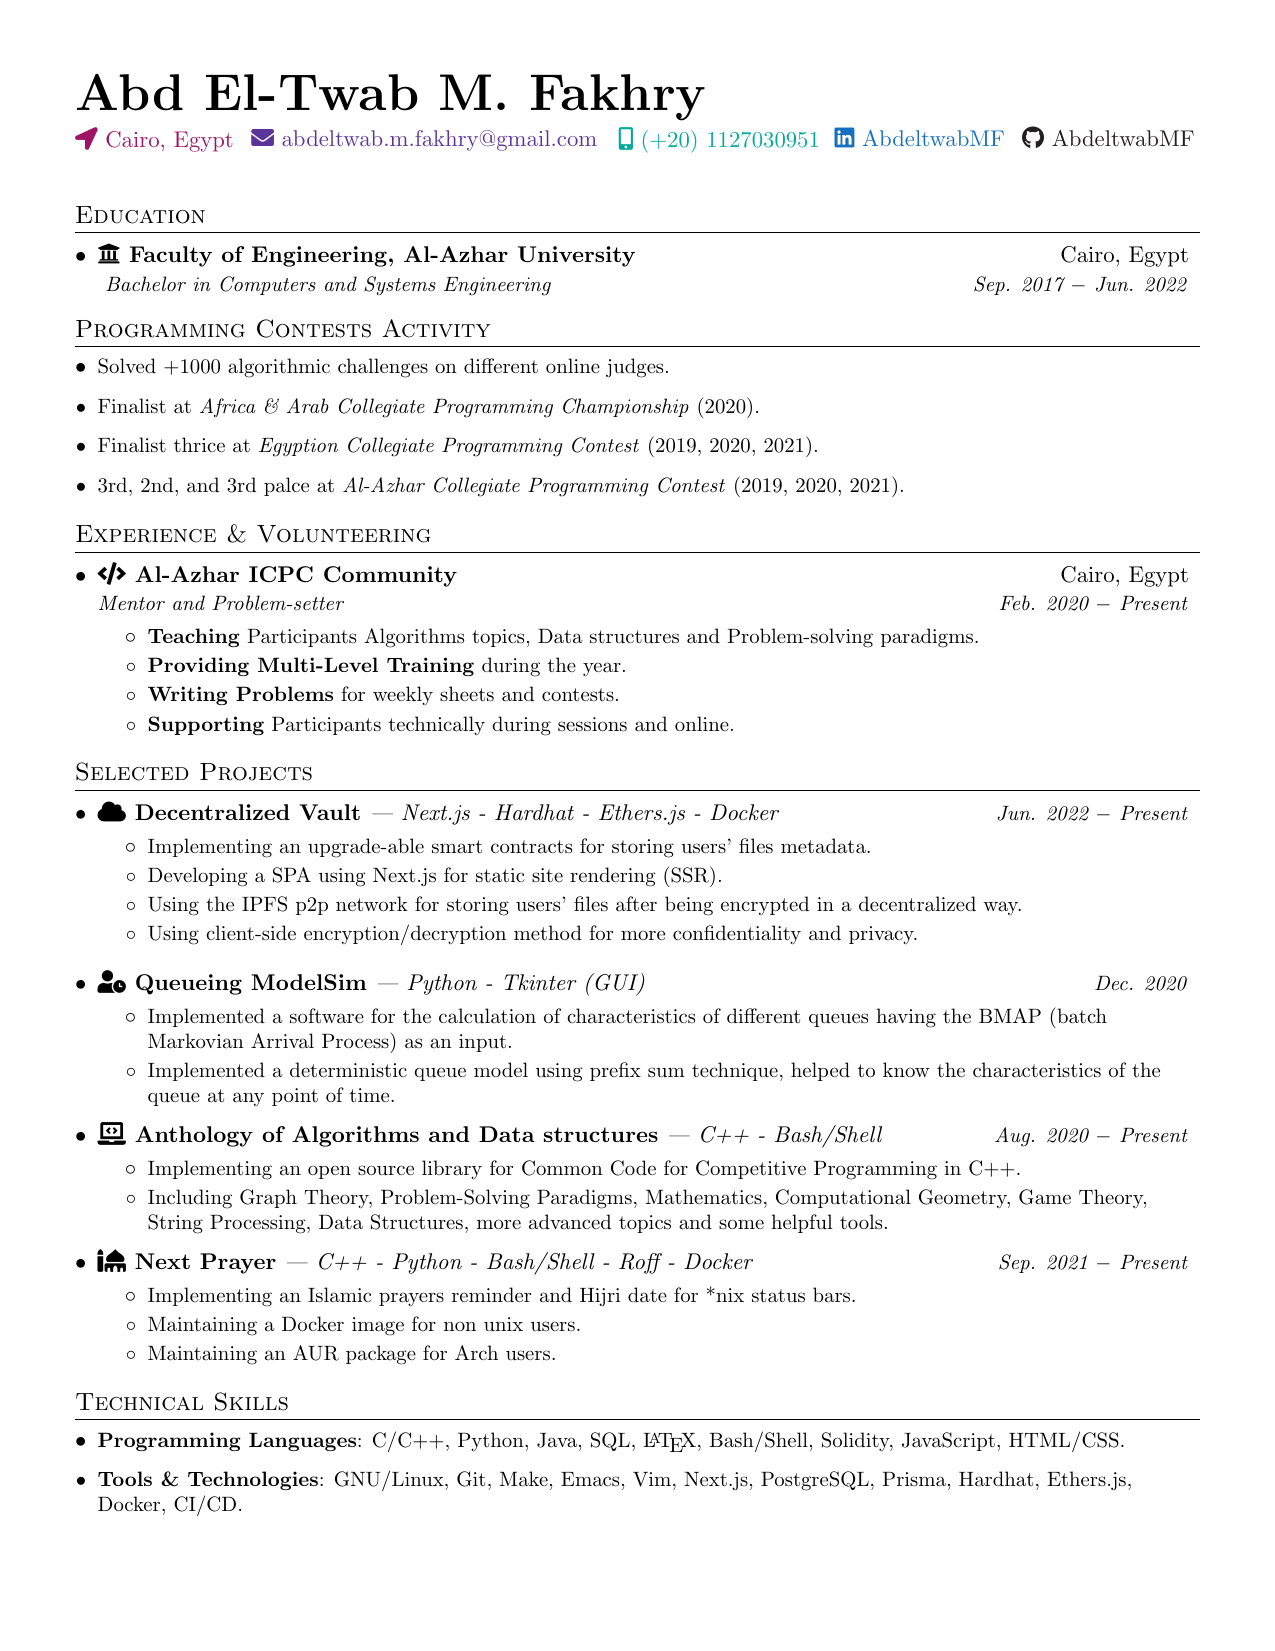 Abd El-Twab M. Fakhry
Cairo, Egypt abdeltwab.m.fakhry@gmail.com (+20) 1127030951 AbdeltwabMF AbdeltwabMF
Education
• Faculty of Engineering, Al-Azhar University Cairo, Egypt
Bachelor in Computers and Systems Engineering Sep. 2017 – Jun. 2022
Programming Contests Activity
• Solved +1000 algorithmic challenges on different online judges.
• Finalist at Africa & Arab Collegiate Programming Championship (2020).
• Finalist thrice at Egyption Collegiate Programming Contest (2019, 2020, 2021).
• 3rd, 2nd, and 3rd palce at Al-Azhar Collegiate Programming Contest (2019, 2020, 2021).
Experience & Volunteering
• Al-Azhar ICPC Community Cairo, Egypt
Mentor and Problem-setter Feb. 2020 – Present
◦ Teaching Participants Algorithms topics, Data structures and Problem-solving paradigms.
◦ Providing Multi-Level Training during the year.
◦ Writing Problems for weekly sheets and contests.
◦ Supporting Participants technically during sessions and online.
Selected Projects
• Decentralized Vault — Next.js - Hardhat - Ethers.js - Docker Jun. 2022 – Present
◦ Implementing an upgrade-able smart contracts for storing users' files metadata.
◦ Developing a SPA using Next.js for static site rendering (SSR).
◦ Using the IPFS p2p network for storing users' files after being encrypted in a decentralized way.
◦ Using client-side encryption/decryption method for more confidentiality and privacy.
• Queueing ModelSim — Python - Tkinter (GUI) Dec. 2020
◦ Implemented a software for the calculation of characteristics of different queues having the BMAP (batch
Markovian Arrival Process) as an input.
◦ Implemented a deterministic queue model using prefix sum technique, helped to know the characteristics of the
queue at any point of time.
• Anthology of Algorithms and Data structures — C++ - Bash/Shell Aug. 2020 – Present
◦ Implementing an open source library for Common Code for Competitive Programming in C++.
◦ Including Graph Theory, Problem-Solving Paradigms, Mathematics, Computational Geometry, Game Theory,
String Processing, Data Structures, more advanced topics and some helpful tools.
• Next Prayer — C++ - Python - Bash/Shell - Roff - Docker Sep. 2021 – Present
◦ Implementing an Islamic prayers reminder and Hijri date for *nix status bars.
◦ Maintaining a Docker image for non unix users.
◦ Maintaining an AUR package for Arch users.
Technical Skills
• Programming Languages: C/C++, Python, Java, SQL, LATEX, Bash/Shell, Solidity, JavaScript, HTML/CSS.
• Tools & Technologies: GNU/Linux, Git, Make, Emacs, Vim, Next.js, PostgreSQL, Prisma, Hardhat, Ethers.js,
Docker, CI/CD.